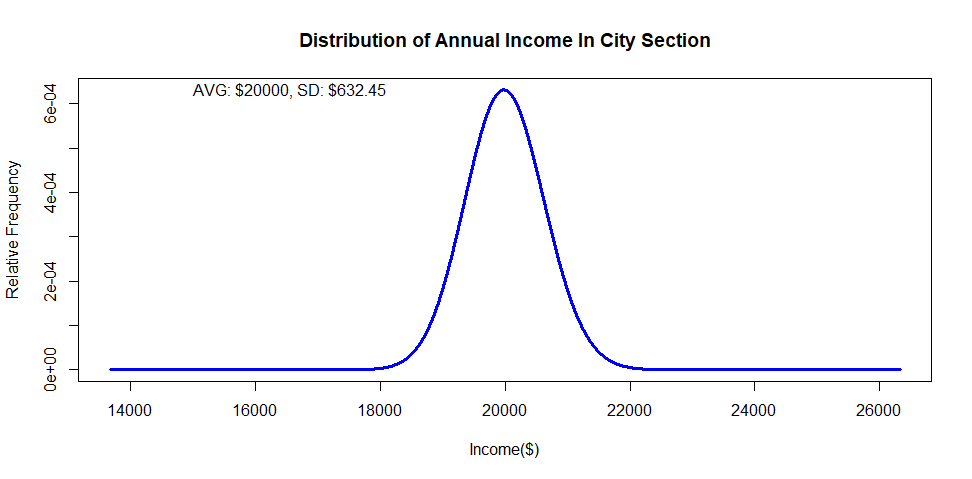 Distribution of Annual Income In City Section
AVG: $20000, SD: $632.45
Relative Frequency
6e-04
4e-04
2e-04
0e+00
14000 16000 18000 20000 22000 24000 26000
Income($)